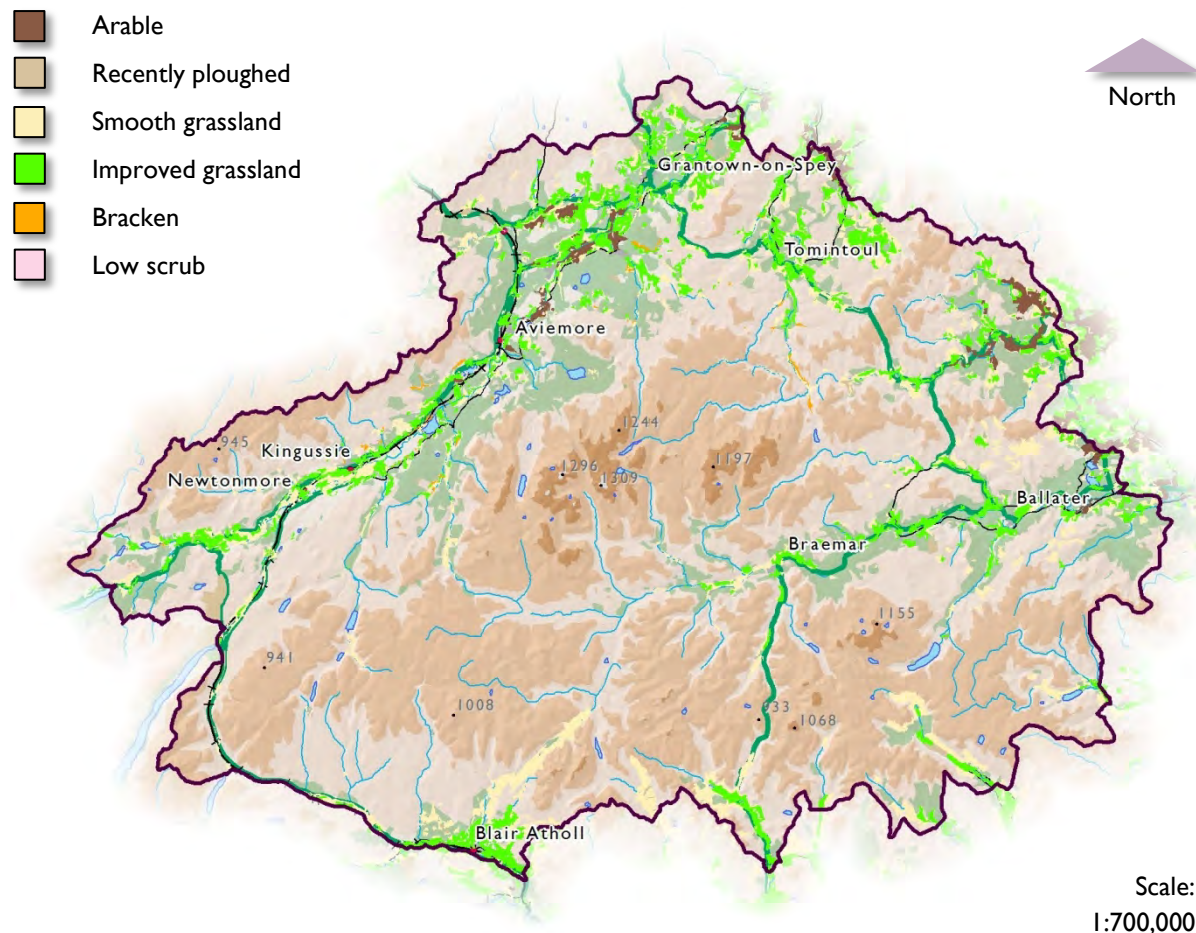 Arable
Recently ploughed
Smooth grassland
Improved grassland
Bracken
Low scrub
North
Grantown-on-Spey
Tomintoul
Aviemore
1244
945
Kingussie
1296
1197
1309
Newtonmore
Ballater
Braemar
1155
941
1008
933
1068
Blair Atholl
Scale:
1:700,000